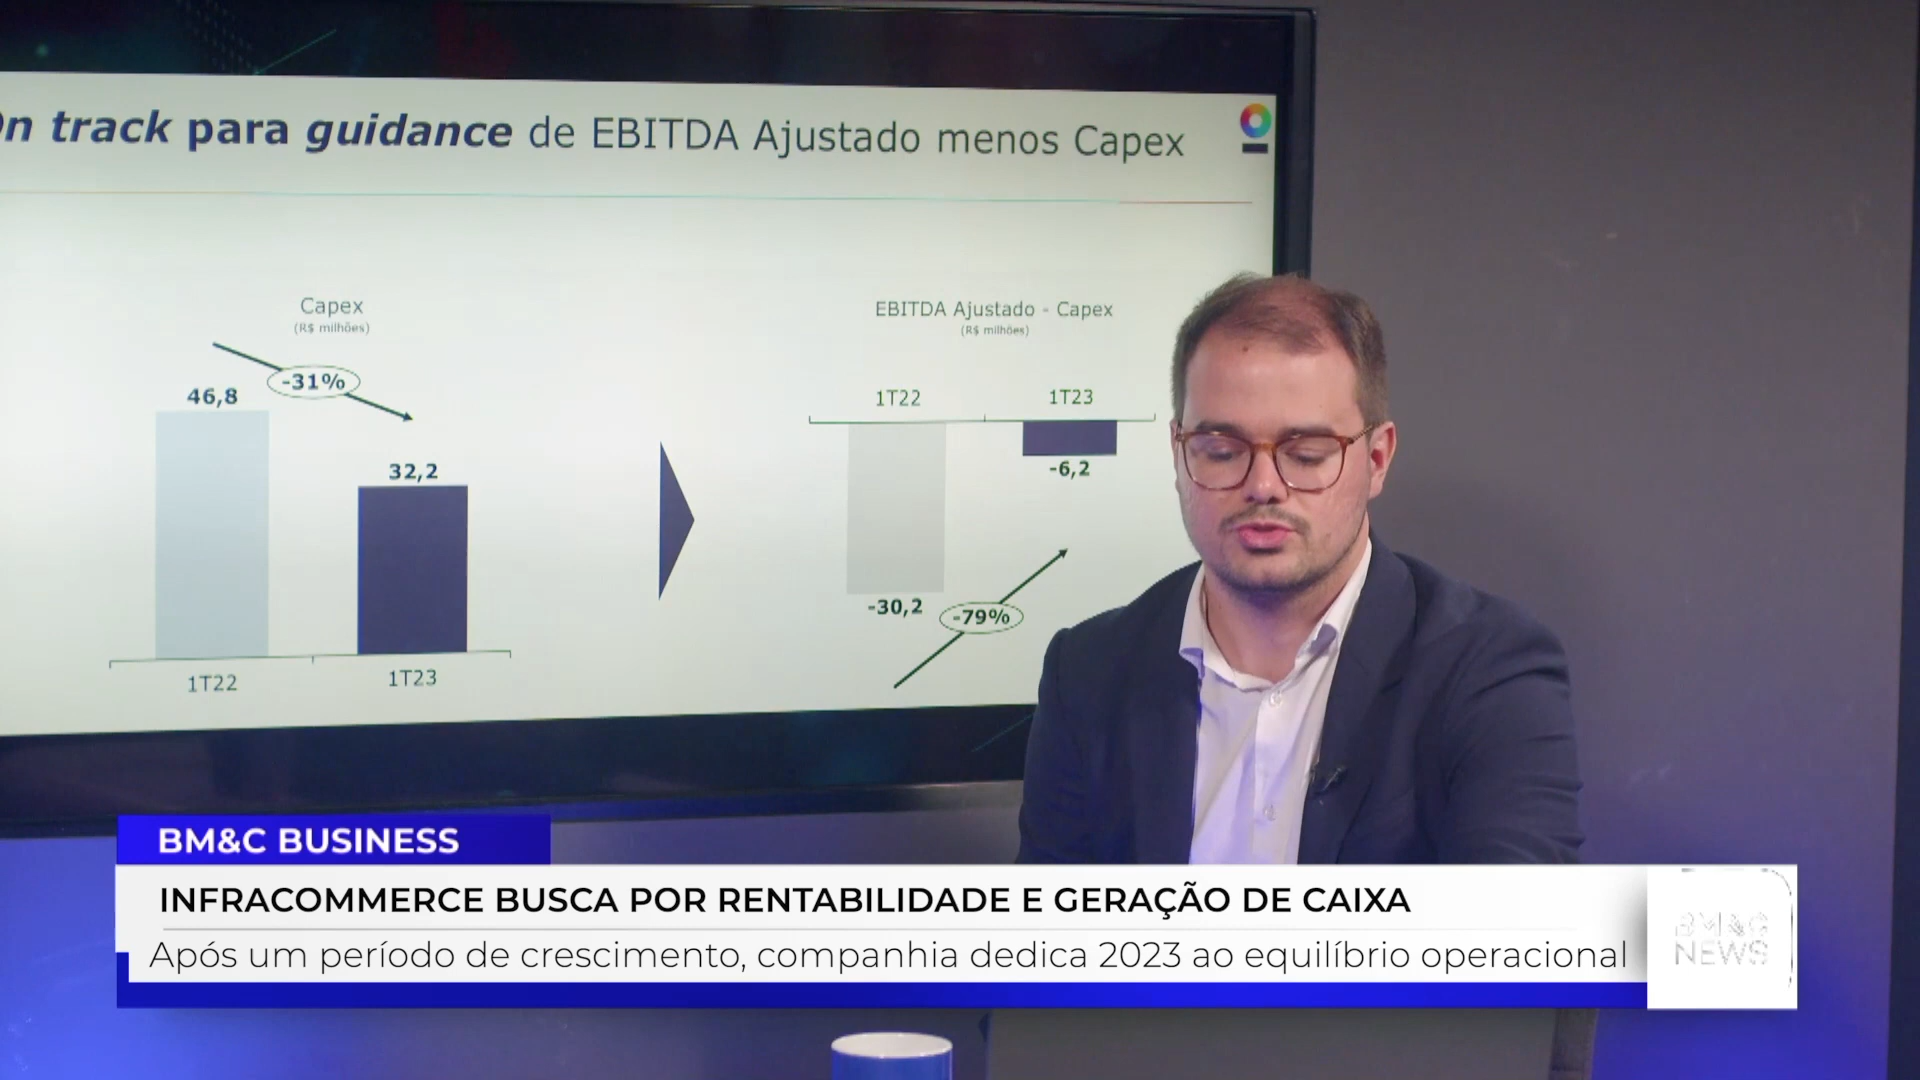 n track para guidance de EBITDA Ajustado menos Capex
Capex
(R$ milhões)
-31%
46,8
32,2
1T22
1T23
EBITDA Ajustado - Capex
(R$ milhões)
1T22
1T23
-6,2
-30,2
-79%
BM&C BUSINESS
INFRACOMMERCE BUSCA POR RENTABILIDADE E GERAÇÃO DE CAIXA
Após um período de crescimento, companhia dedica 2023 ao equilíbrio operacional
BM&C
NEWS